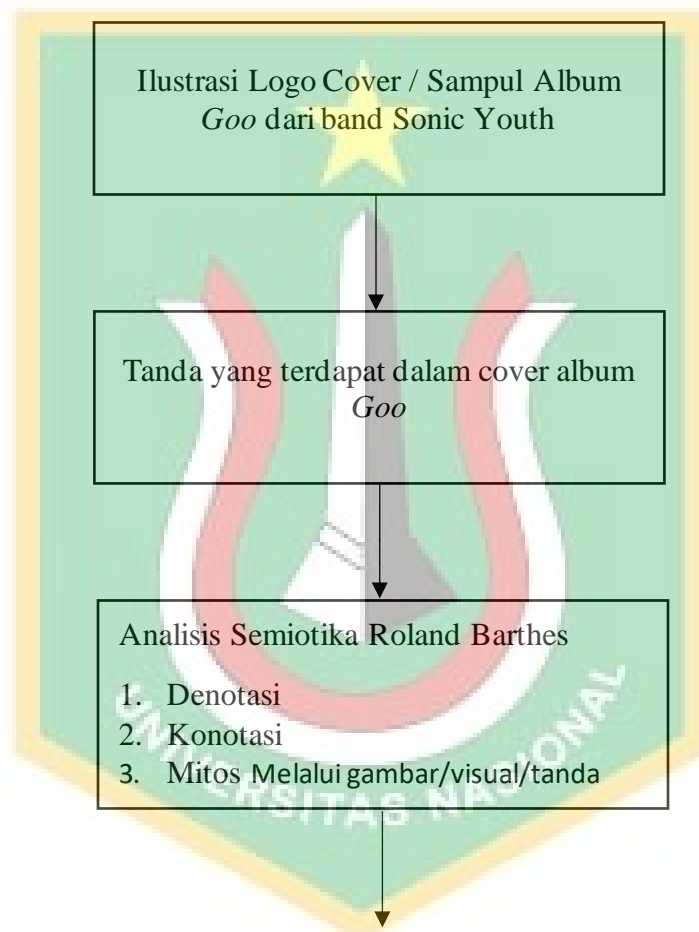 Ilustrasi Logo Cover / Sampul Album
Goo dari band Sonic Youth
Tanda yang terdapat dalam cover album
Goo
Analisis Semiotika Roland Barthes
1. Denotasi
2. Konotasi
3. Mitos Melalui gambar/visual/tanda
UNIVERSITAS NASIONAL